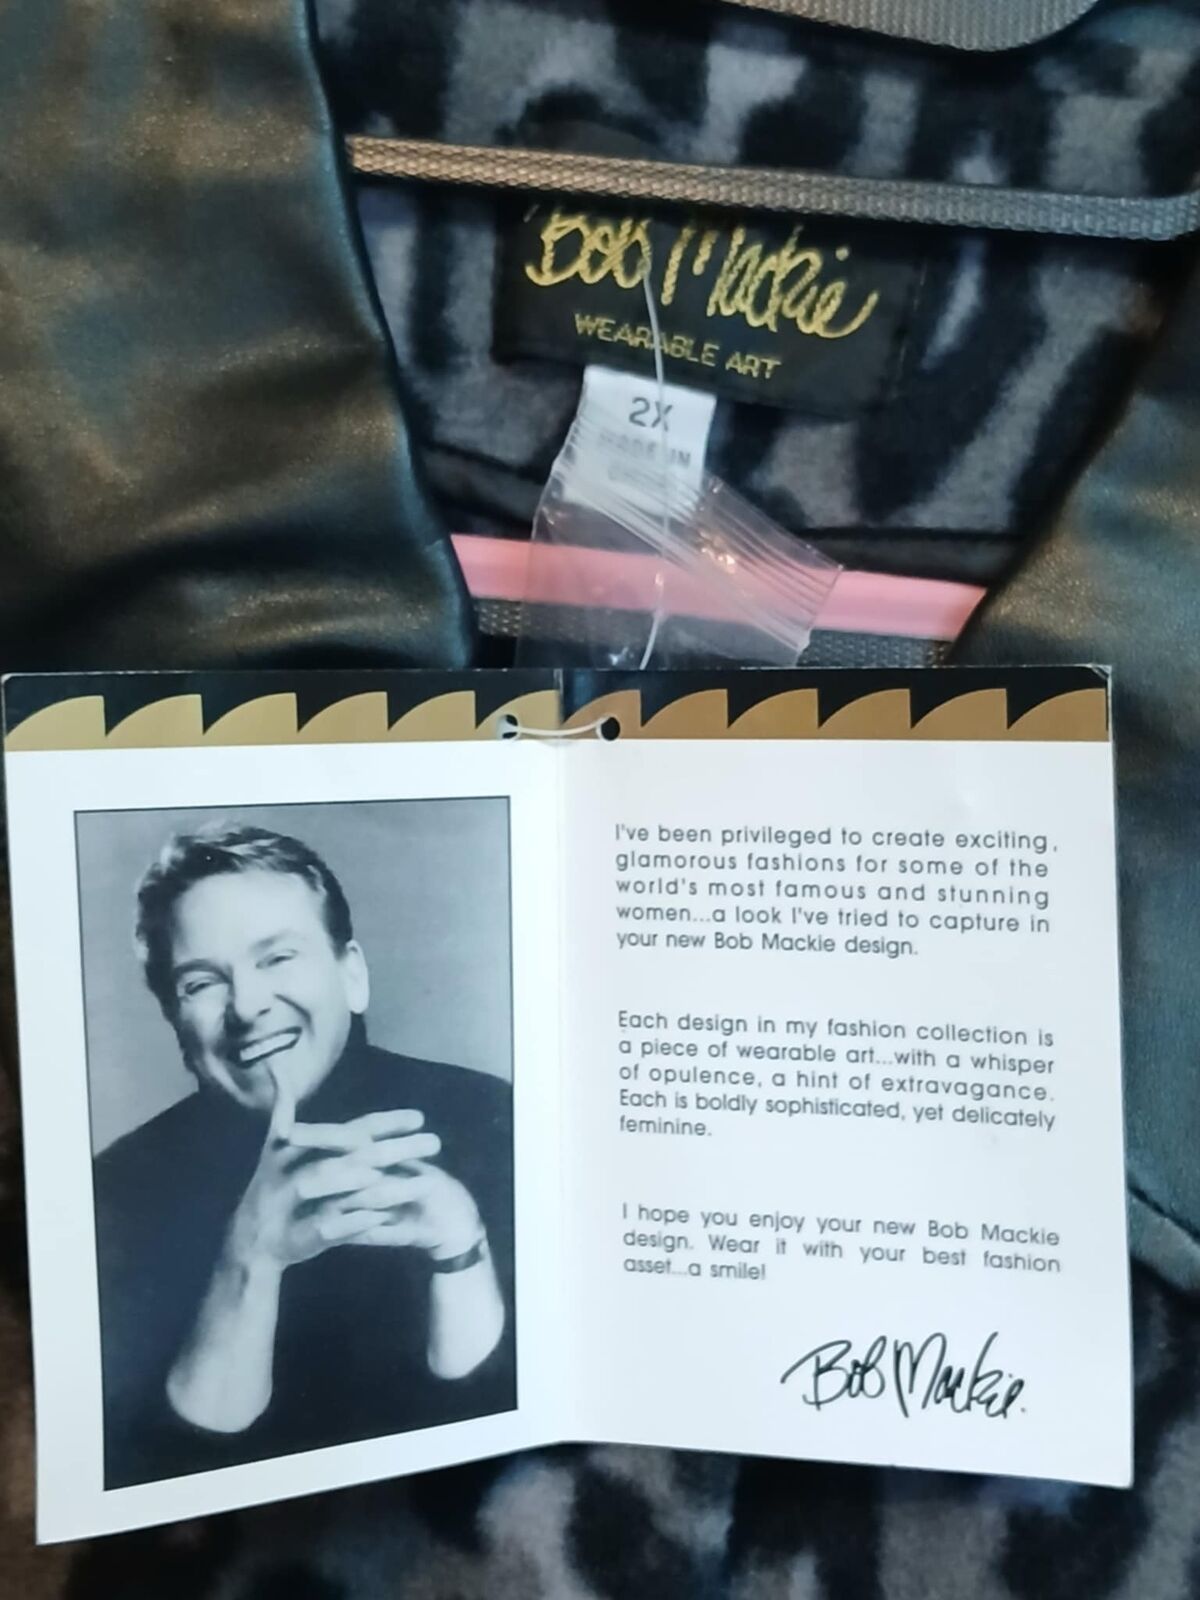 Bob Mackie
WEARABLE ART
2X
MADE IN
I've been privileged to create exciting,
glamorous fashions for some of the
world's most famous and stunning
women...a look I've tried to capture in
your new Bob Mackie design.
Each design in my fashion collection is
a piece of wearable art...with a whisper
of opulence, a hint of extravagance.
Each is boldly sophisticated, yet delicately
feminine.
I hope you enjoy your new Bob Mackie
design. Wear it with your best fashion
asset...a smile!
Bob Mackie.